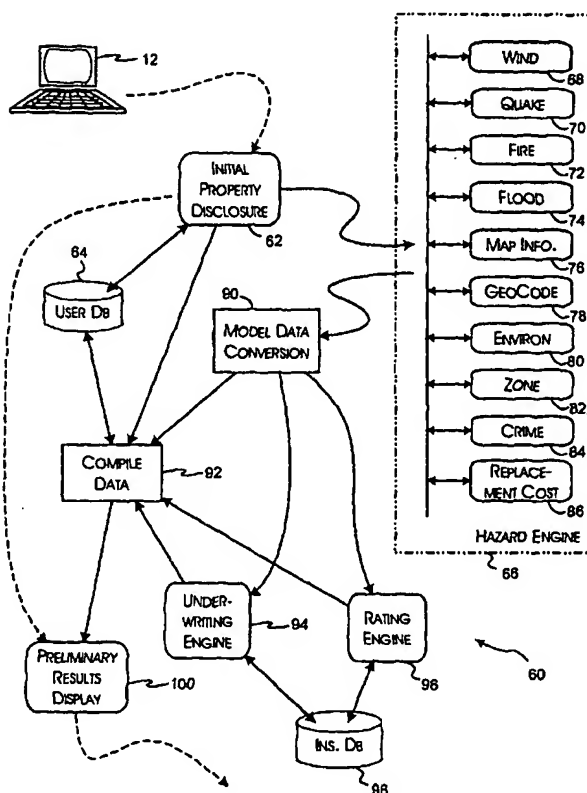 12
WIND
68
QUAKE
70
FIRE
72
FLOOD
74
MAP INFO.
76
GEOCODE
78
ENVIRON
80
ZONE
82
CRIME
84
REPLACE-
MENT COST
86
HAZARD ENGINE
66
INITIAL
PROPERTY
DISCLOSURE
62
64
USER DB
90
MODEL DATA
CONVERSION
COMPILE
DATA
92
UNDER-
WRITING
ENGINE
94
RATING
ENGINE
96
60
PRELIMINARY
RESULTS
DISPLAY
100
INS. DB
98